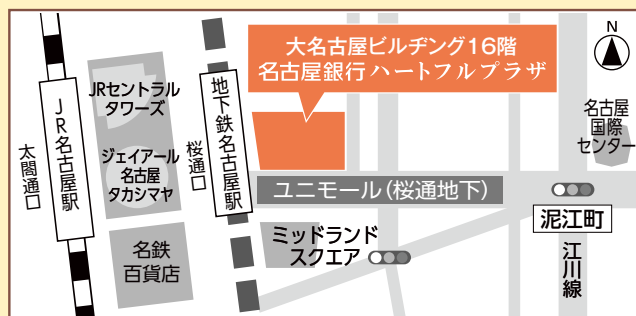 大名古屋ビルヂング16階
名古屋銀行 ハートフルプラザ
N
JRセントラル
タワーズ
JR名古屋駅
太閤通口
ジェイアール
名古屋
タカシマヤ
桜通口
地下鉄名古屋駅
名古屋
国際
センター
ユニモール(桜通地下)
泥江町
江川線
名鉄
百貨店
ミッドランド
スクエア